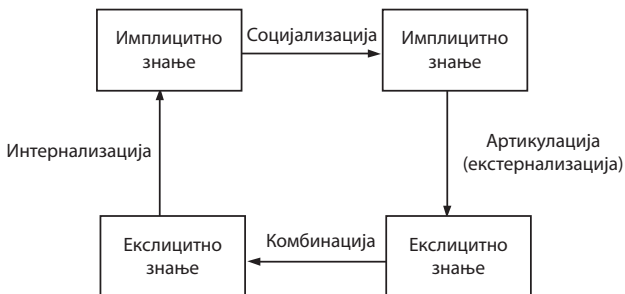 Имплицитно
знање
Социјализација
Имплицитно
знање
Интернализација
Артикулација
(екстернализација)
Екслицитно
знање
Комбинација
Екслицитно
знање